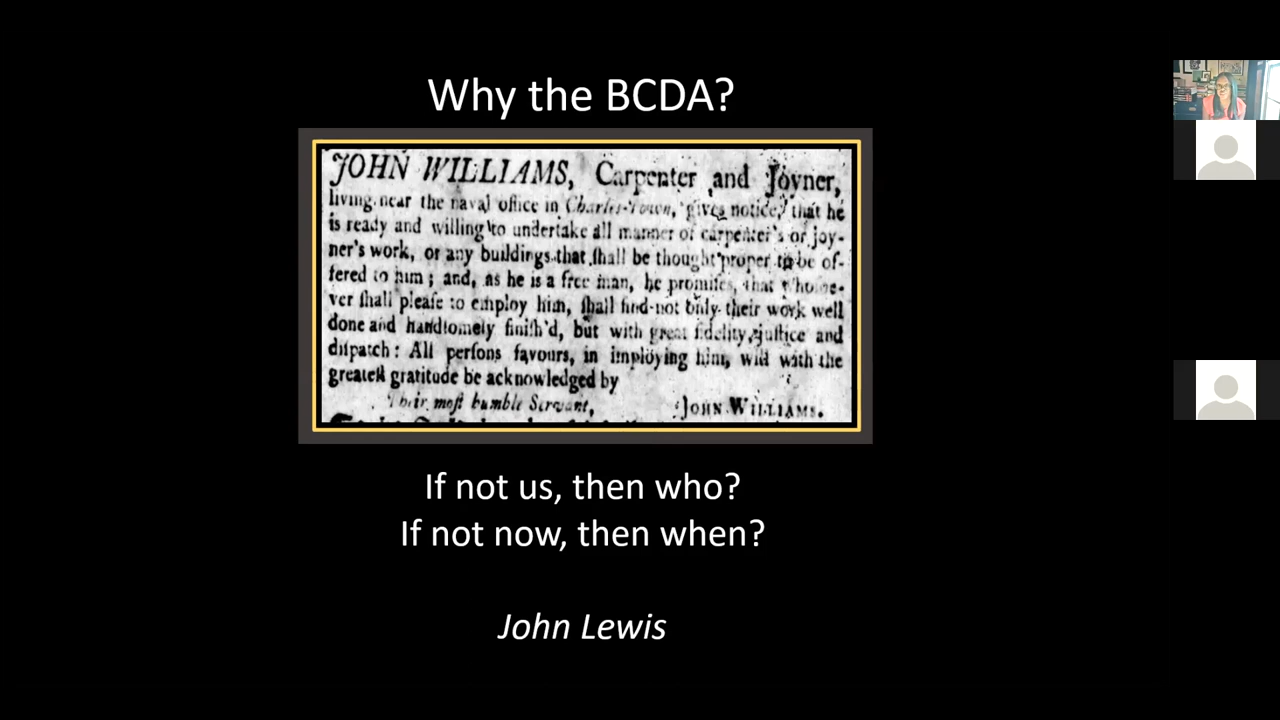 Why the BCDA?
JOHN WILLIAMS, Carpenter and Joyner,
living near the naval office in Charles-Town, gives notice, that he
is ready and willing to undertake all manner of carpenter's or joy-
ner's work, or any buildings that ſhall be thought proper to be of-
fered to him; and, as he is a free man, he promiſes, that whoſoe-
ver ſhall pleaſe to employ him, ſhall find not only their work well
done and handſomely finiſh'd, but with great fidelity, juſtice and
diſpatch: All perſons favours, in imploying him, will with the
greateſt gratitude be acknowledged by
Their moſt humble Servant, JOHN WILLIAMS.
If not us, then who?
If not now, then when?
John Lewis